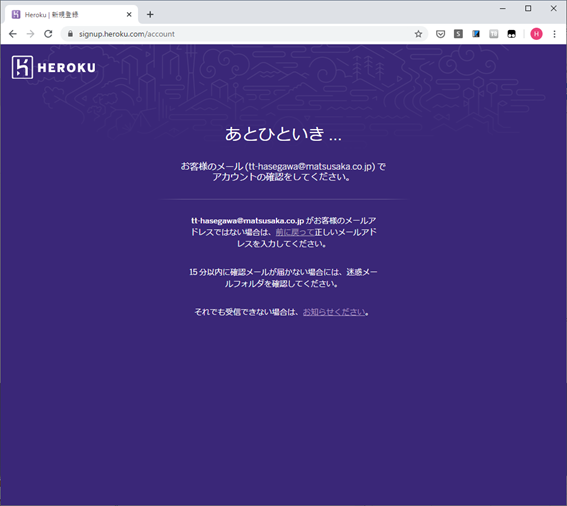 Heroku | 新規登録
signup.heroku.com/account
H
HEROKU
あとひといき ...
お客様のメール (tt-hasegawa@matsusaka.co.jp) で
アカウントの確認をしてください。
tt-hasegawa@matsusaka.co.jp がお客様のメールア
ドレスではない場合は、前に戻って正しいメールアド
レスを入力してください。
15 分以内に確認メールが届かない場合には、迷惑メー
ルフォルダを確認してください。
それでも受信できない場合は、お知らせください。